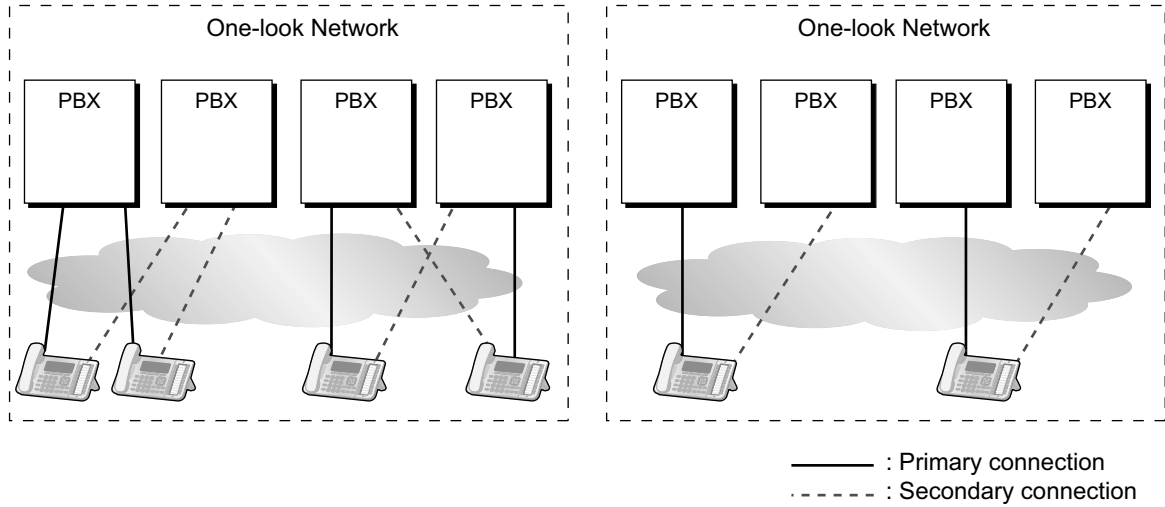 One-look Network
PBX PBX PBX PBX
One-look Network
PBX PBX PBX PBX
: Primary connection
: Secondary connection